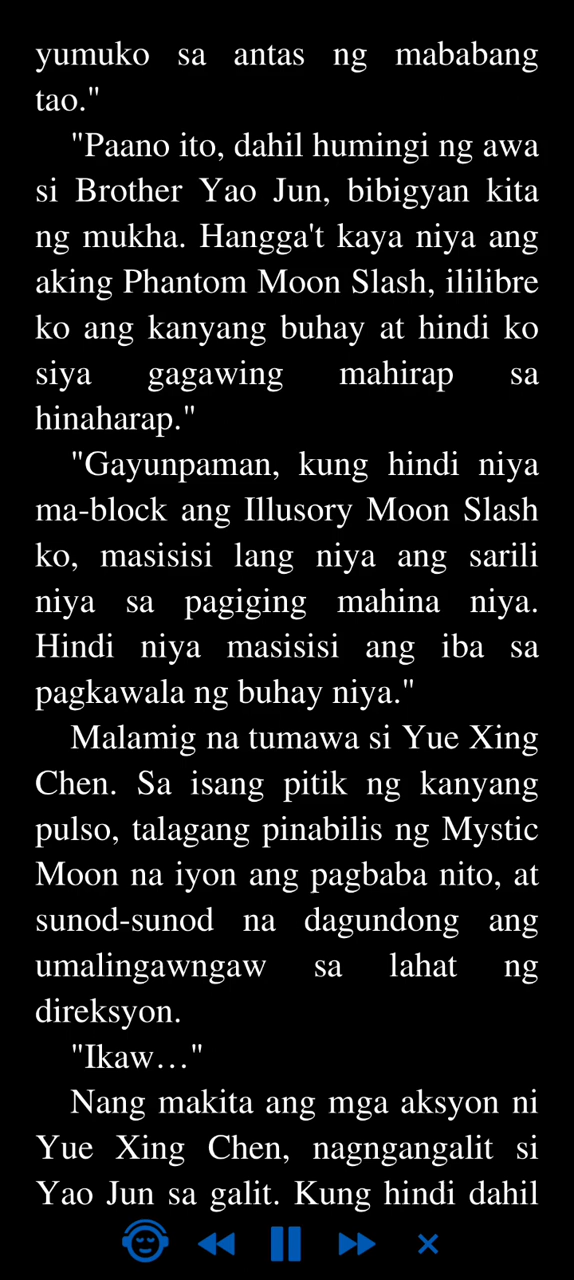 yumuko sa antas ng mababang
tao."
"Paano ito, dahil humingi ng awa
si Brother Yao Jun, bibigyan kita
ng mukha. Hangga't kaya niya ang
aking Phantom Moon Slash, ililibre
ko ang kanyang buhay at hindi ko
siya gagawing mahirap sa
hinaharap."
"Gayunpaman, kung hindi niya
ma-block ang Illusory Moon Slash
ko, masisisi lang niya ang sarili
niya sa pagiging mahina niya.
Hindi niya masisisi ang iba sa
pagkawala ng buhay niya."
Malamig na tumawa si Yue Xing
Chen. Sa isang pitik ng kanyang
pulso, talagang pinabilis ng Mystic
Moon na iyon ang pagbaba nito, at
sunod-sunod na dagundong ang
umalingawngaw sa lahat ng
direksyon.
"Ikaw…"
Nang makita ang mga aksyon ni
Yue Xing Chen, nagngangalit si
Yao Jun sa galit. Kung hindi dahil